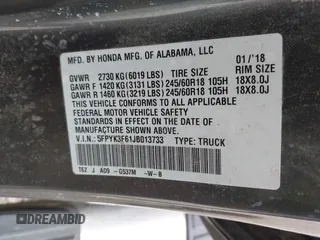 MFD. BY HONDA MFG. OF ALABAMA, LLC 01/'18
GVWR 2730 KG (6019 LBS) TIRE SIZE RIM SIZE
GAWR F 1420 KG (3131 LBS) 245/60R18 105H 18X8.0J
GAWR R 1460 KG (3219 LBS) 245/60R18 105H 18X8.0J
THIS VEHICLE CONFORMS TO ALL APPLICABLE
FEDERAL MOTOR VEHICLE SAFETY STANDARDS
IN EFFECT ON THE DATE OF MANUFACTURE
SHOWN ABOVE.
V.I.N.: 5FPYK3F61JB013733 TYPE: TRUCK
T6Z J A09 -G537M -W-B